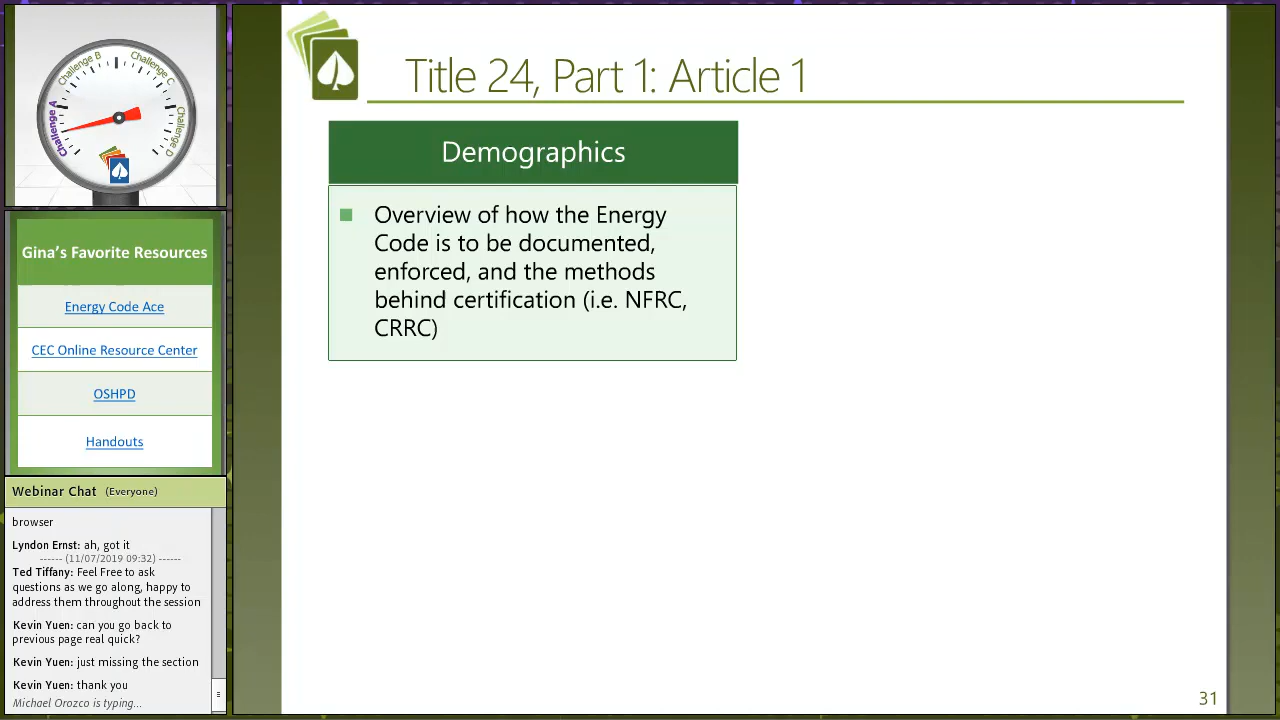 Challenge A
Challenge B
Challenge C
Challenge D
Title 24, Part 1: Article 1
Demographics
Overview of how the Energy
Code is to be documented,
enforced, and the methods
behind certification (i.e. NFRC,
CRRC)
Gina's Favorite Resources
Energy Code Ace
CEC Online Resource Center
OSHPD
Handouts
Webinar Chat (Everyone)
browser
Lyndon Ernst: ah, got it
------ (11/07/2019 09:32) ------
Ted Tiffany: Feel Free to ask
questions as we go along, happy to
address them throughout the session
Kevin Yuen: can you go back to
previous page real quick?
Kevin Yuen: just missing the section
Kevin Yuen: thank you
Michael Orozco is typing...
31